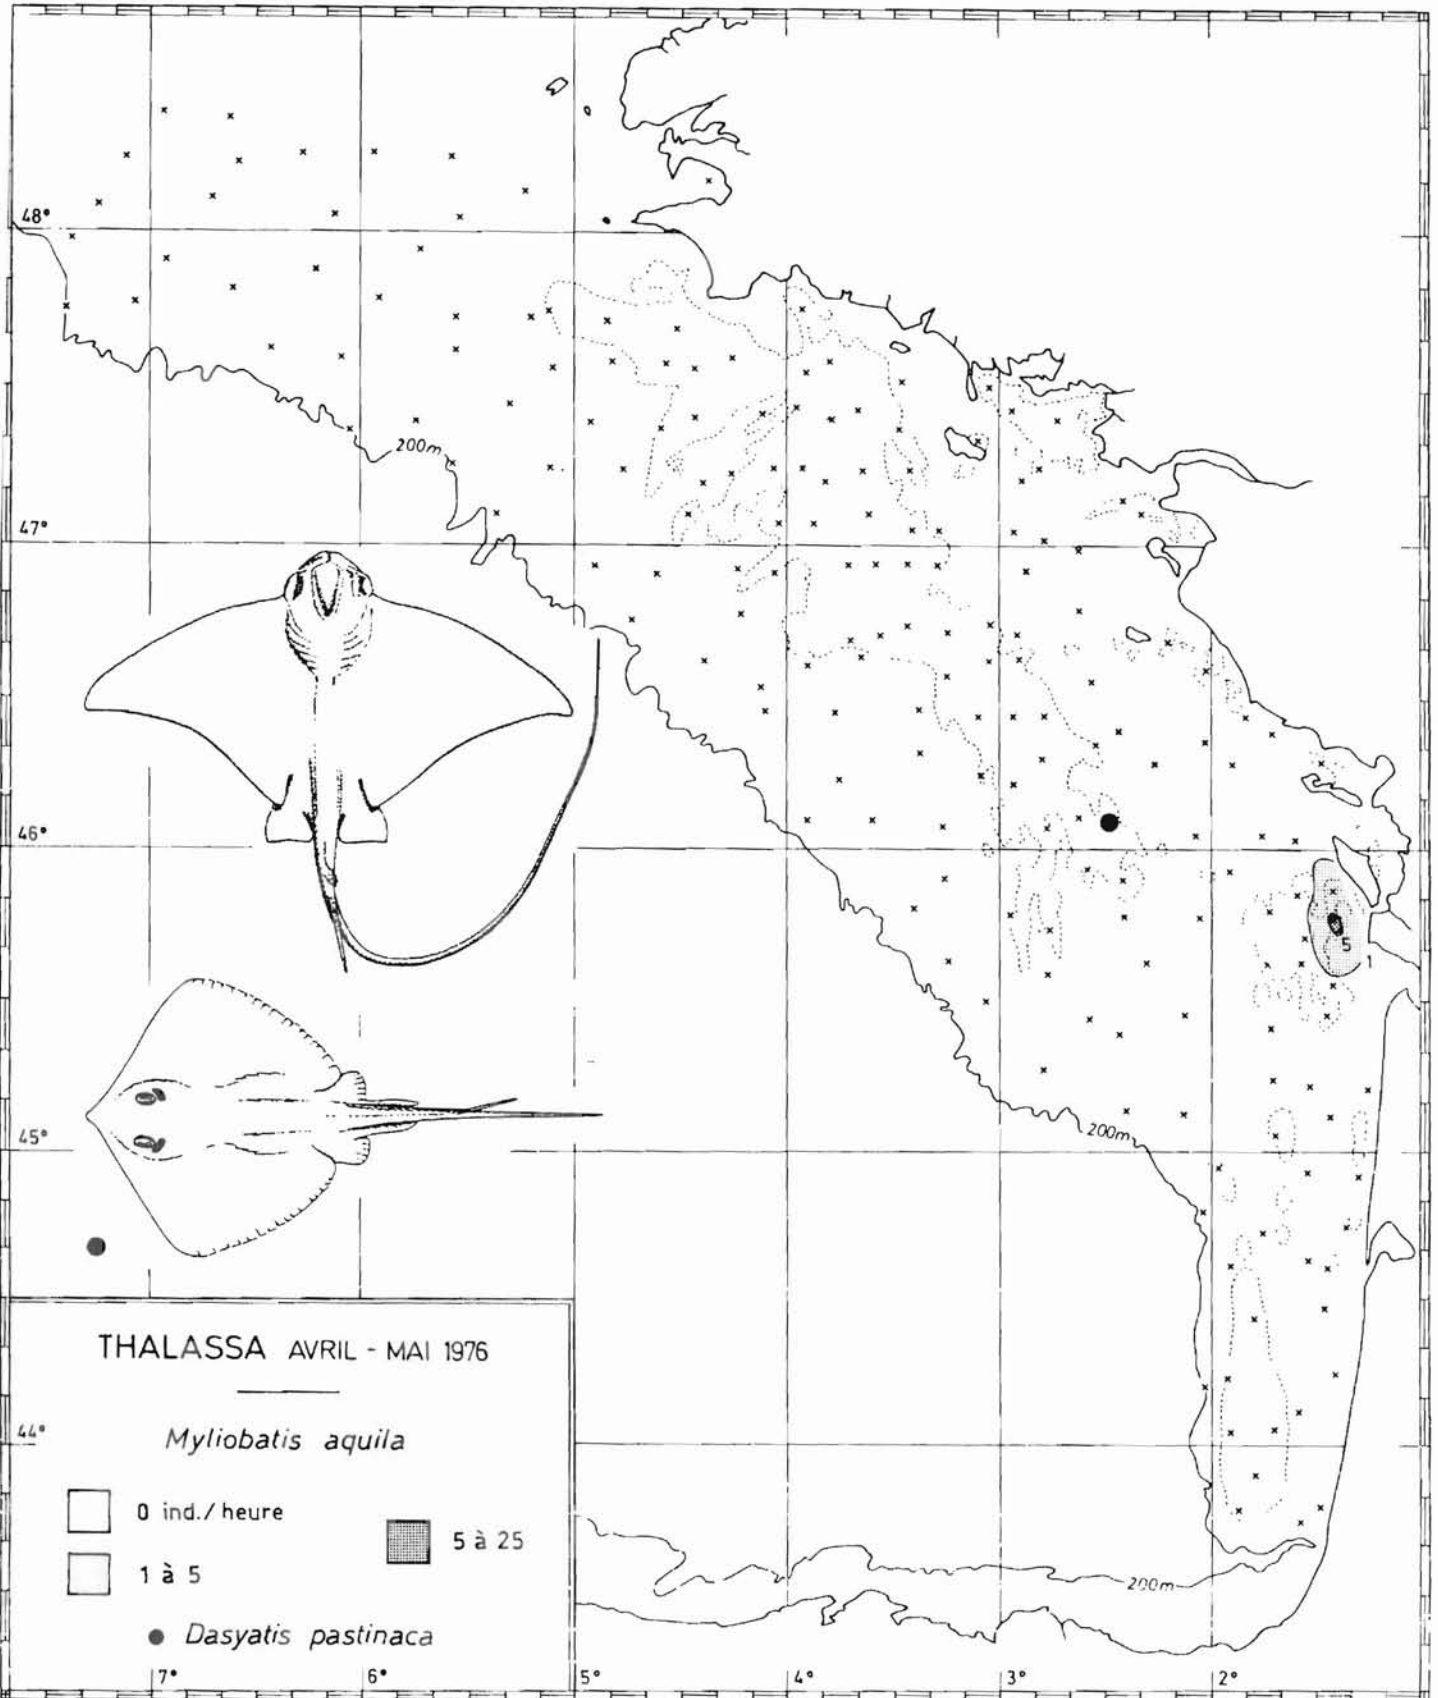 48°
200m
47°
46°
5
1
45°
200m
THALASSA AVRIL - MAI 1976
44°
Myliobatis aquila
0 ind./heure
5 à 25
1 à 5
200m
Dasyatis pastinaca
7° 6° 5° 4° 3° 2°